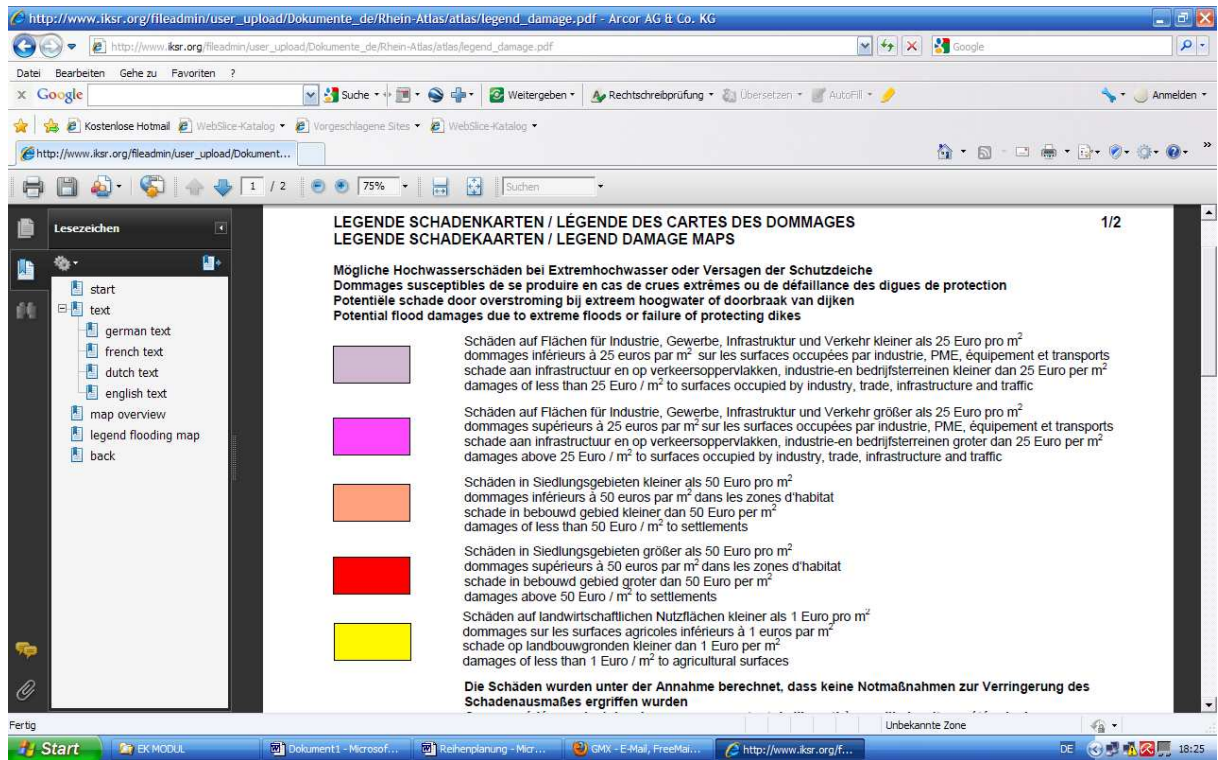 http://www.iksr.org/fileadmin/user_upload/Dokumente_de/Rhein-Atlas/atlas/legend_damage.pdf - Arcor AG & Co. KG
http://www.iksr.org/fileadmin/user_upload/Dokumente_de/Rhein-Atlas/atlas/legend_damage.pdf
Google
Datei Bearbeiten Gehe zu Favoriten ?
x Google Suche Weitergeben Rechtschreibprüfung Übersetzen AutoFill Anmelden
Kostenlose Hotmail WebSlice-Katalog Vorgeschlagene Sites WebSlice-Katalog
http://www.iksr.org/fileadmin/user_upload/Dokument...
1 / 2 75% Suchen
Lesezeichen
start
text
german text
french text
dutch text
english text
map overview
legend flooding map
back
LEGENDE SCHADENKARTEN / LÉGENDE DES CARTES DES DOMMAGES 1/2
LEGENDE SCHADEKAARTEN / LEGEND DAMAGE MAPS
Mögliche Hochwasserschäden bei Extremhochwasser oder Versagen der Schutzdeiche
Dommages susceptibles de se produire en cas de crues extrêmes ou de défaillance des digues de protection
Potentiële schade door overstroming bij extreem hoogwater of doorbraak van dijken
Potential flood damages due to extreme floods or failure of protecting dikes
Schäden auf Flächen für Industrie, Gewerbe, Infrastruktur und Verkehr kleiner als 25 Euro pro m²
dommages inférieurs à 25 euros par m² sur les surfaces occupées par industrie, PME, équipement et transports
schade aan infrastructuur en op verkeersoppervlakken, industrie-en bedrijfsterreinen kleiner dan 25 Euro per m²
damages of less than 25 Euro / m² to surfaces occupied by industry, trade, infrastructure and traffic
Schäden auf Flächen für Industrie, Gewerbe, Infrastruktur und Verkehr größer als 25 Euro pro m²
dommages supérieurs à 25 euros par m² sur les surfaces occupées par industrie, PME, équipement et transports
schade aan infrastructuur en op verkeersoppervlakken, industrie-en bedrijfsterreinen groter dan 25 Euro per m²
damages above 25 Euro / m² to surfaces occupied by industry, trade, infrastructure and traffic
Schäden in Siedlungsgebieten kleiner als 50 Euro pro m²
dommages inférieurs à 50 euros par m² dans les zones d'habitat
schade in bebouwd gebied kleiner dan 50 Euro per m²
damages of less than 50 Euro / m² to settlements
Schäden in Siedlungsgebieten größer als 50 Euro pro m²
dommages supérieurs à 50 euros par m² dans les zones d'habitat
schade in bebouwd gebied groter dan 50 Euro per m²
damages above 50 Euro / m² to settlements
Schäden auf landwirtschaftlichen Nutzflächen kleiner als 1 Euro pro m²
dommages sur les surfaces agricoles inférieurs à 1 euros par m²
schade op landbouwgronden kleiner dan 1 Euro per m²
damages of less than 1 Euro / m² to agricultural surfaces
Die Schäden wurden unter der Annahme berechnet, dass keine Notmaßnahmen zur Verringerung des
Schadenausmaßes ergriffen wurden
Fertig Unbekannte Zone
Start EK MODUL Dokument1 - Microsof... Reihenplanung - Micr... GMX - E-Mail, FreeMai... http://www.iksr.org/f... DE 18:25